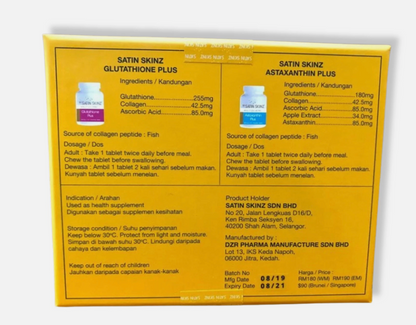 SATIN SKINZ
GLUTATHIONE PLUS
Ingredients / Kandungan
Glutathione 255mg
Collagen 42.5mg
Ascorbic Acid 85.0mg
Source of collagen peptide : Fish
Dosage / Dos
Adult : Take 1 tablet twice daily before meal.
Chew the tablet before swallowing.
Dewasa : Ambil 1 tablet 2 kali sehari sebelum makan.
Kunyah tablet sebelum menelan.
SATIN SKINZ
ASTAXANTHIN PLUS
Ingredients / Kandungan
Glutathione 180mg
Collagen 42.5mg
Ascorbic Acid 85.0mg
Apple Extract 34.0mg
Astaxanthin 85.0mg
Source of collagen peptide : Fish
Dosage / Dos
Adult : Take 1 tablet twice daily before meal.
Chew the tablet before swallowing.
Dewasa : Ambil 1 tablet 2 kali sehari sebelum makan.
Kunyah tablet sebelum menelan.
Indication / Arahan
Used as health supplement
Digunakan sebagai suplemen kesihatan
Storage condition / Suhu penyimpanan
Keep below 30°C. Protect from light and moisture.
Simpan di bawah suhu 30°C. Lindungi daripada
cahaya dan kelembapan
Keep out of reach of children
Jauhkan daripada capaian kanak-kanak
Product Holder
SATIN SKINZ SDN BHD
No 20, Jalan Lengkuas D16/D,
Ken Rimba Seksyen 16,
40200 Shah Alam, Selangor.
Manufactured by :
DZR PHARMA MANUFACTURE SDN BHD
Lot 13, IKS Keda Napoh,
06000 Jitra, Kedah.
Batch No
Mfg Date 08/19
Expiry Date 08/21
Harga / Price :
RM180 (WM) RM190 (EM)
$90 (Brunei / Singapore)